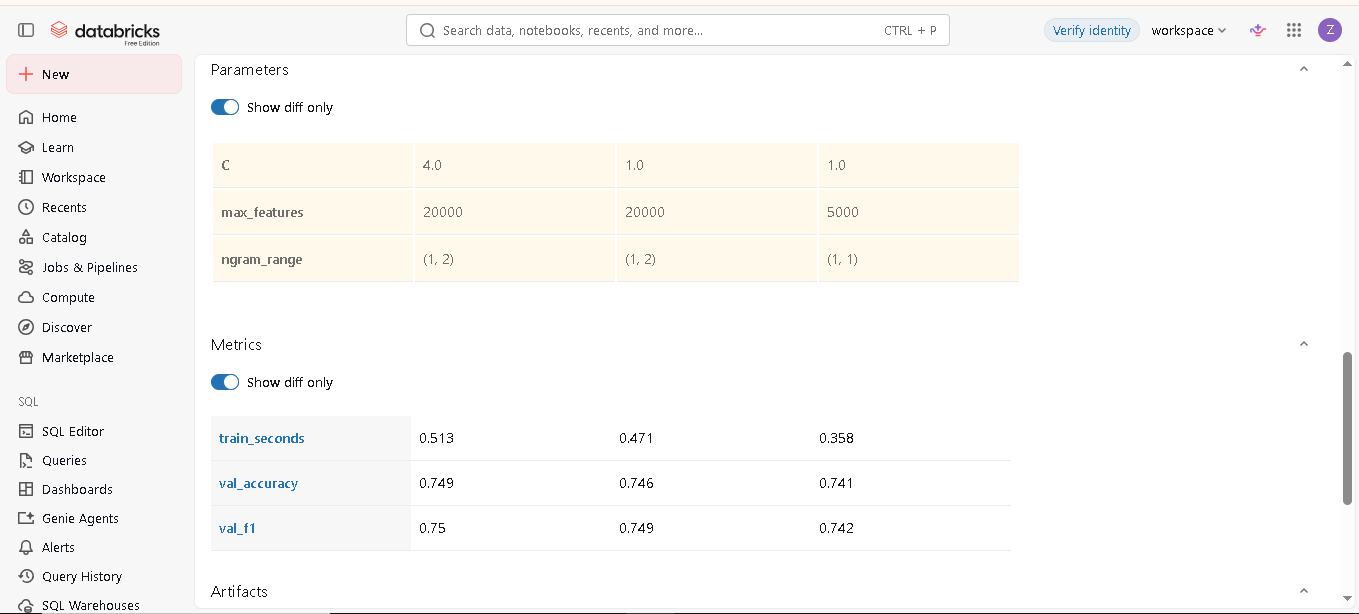 databricks
Free Edition
Search data, notebooks, recents, and more...
CTRL + P
Verify identity
workspace
Z
New
Home
Learn
Workspace
Recents
Catalog
Jobs & Pipelines
Compute
Discover
Marketplace
SQL
SQL Editor
Queries
Dashboards
Genie Agents
Alerts
Query History
SQL Warehouses
Parameters
Show diff only
C 4.0 1.0 1.0
max_features 20000 20000 5000
ngram_range (1, 2) (1, 2) (1, 1)
Metrics
Show diff only
train_seconds 0.513 0.471 0.358
val_accuracy 0.749 0.746 0.741
val_f1 0.75 0.749 0.742
Artifacts